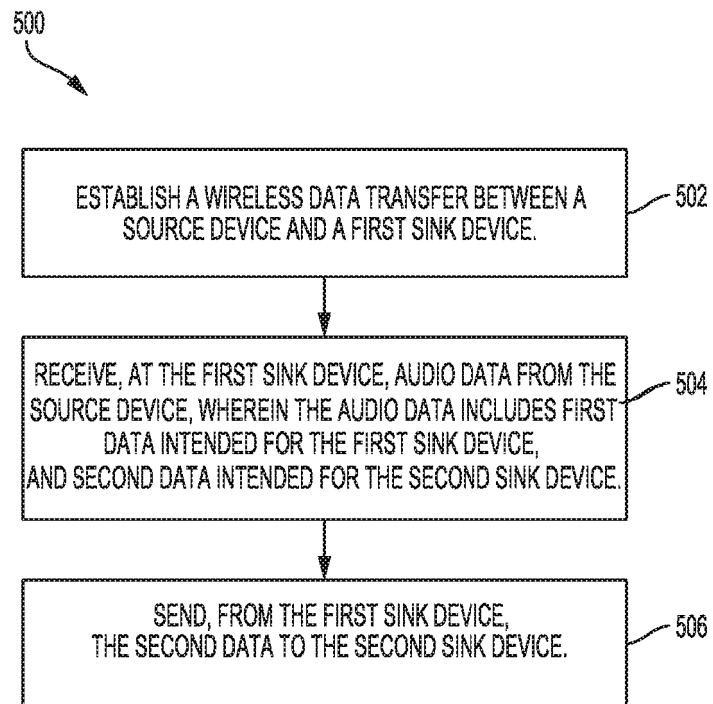 500
ESTABLISH A WIRELESS DATA TRANSFER BETWEEN A
SOURCE DEVICE AND A FIRST SINK DEVICE.
502
RECEIVE, AT THE FIRST SINK DEVICE, AUDIO DATA FROM THE
SOURCE DEVICE, WHEREIN THE AUDIO DATA INCLUDES FIRST
DATA INTENDED FOR THE FIRST SINK DEVICE,
AND SECOND DATA INTENDED FOR THE SECOND SINK DEVICE.
504
SEND, FROM THE FIRST SINK DEVICE,
THE SECOND DATA TO THE SECOND SINK DEVICE.
506